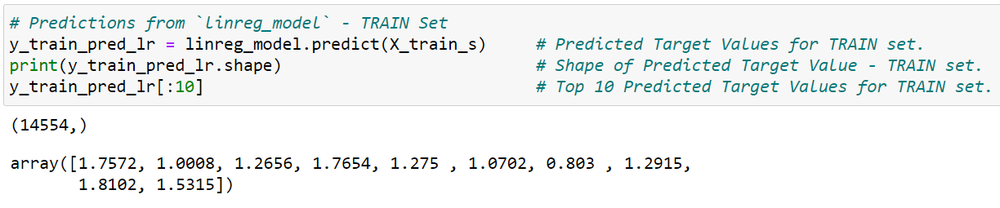 # Predictions from `linreg_model` - TRAIN Set
y_train_pred_lr = linreg_model.predict(X_train_s)     # Predicted Target Values for TRAIN set.
print(y_train_pred_lr.shape)                          # Shape of Predicted Target Value - TRAIN set.
y_train_pred_lr[:10]                                  # Top 10 Predicted Target Values for TRAIN set.
(14554,)
array([1.7572, 1.0008, 1.2656, 1.7654, 1.275 , 1.0702, 0.803 , 1.2915,
       1.8102, 1.5315])